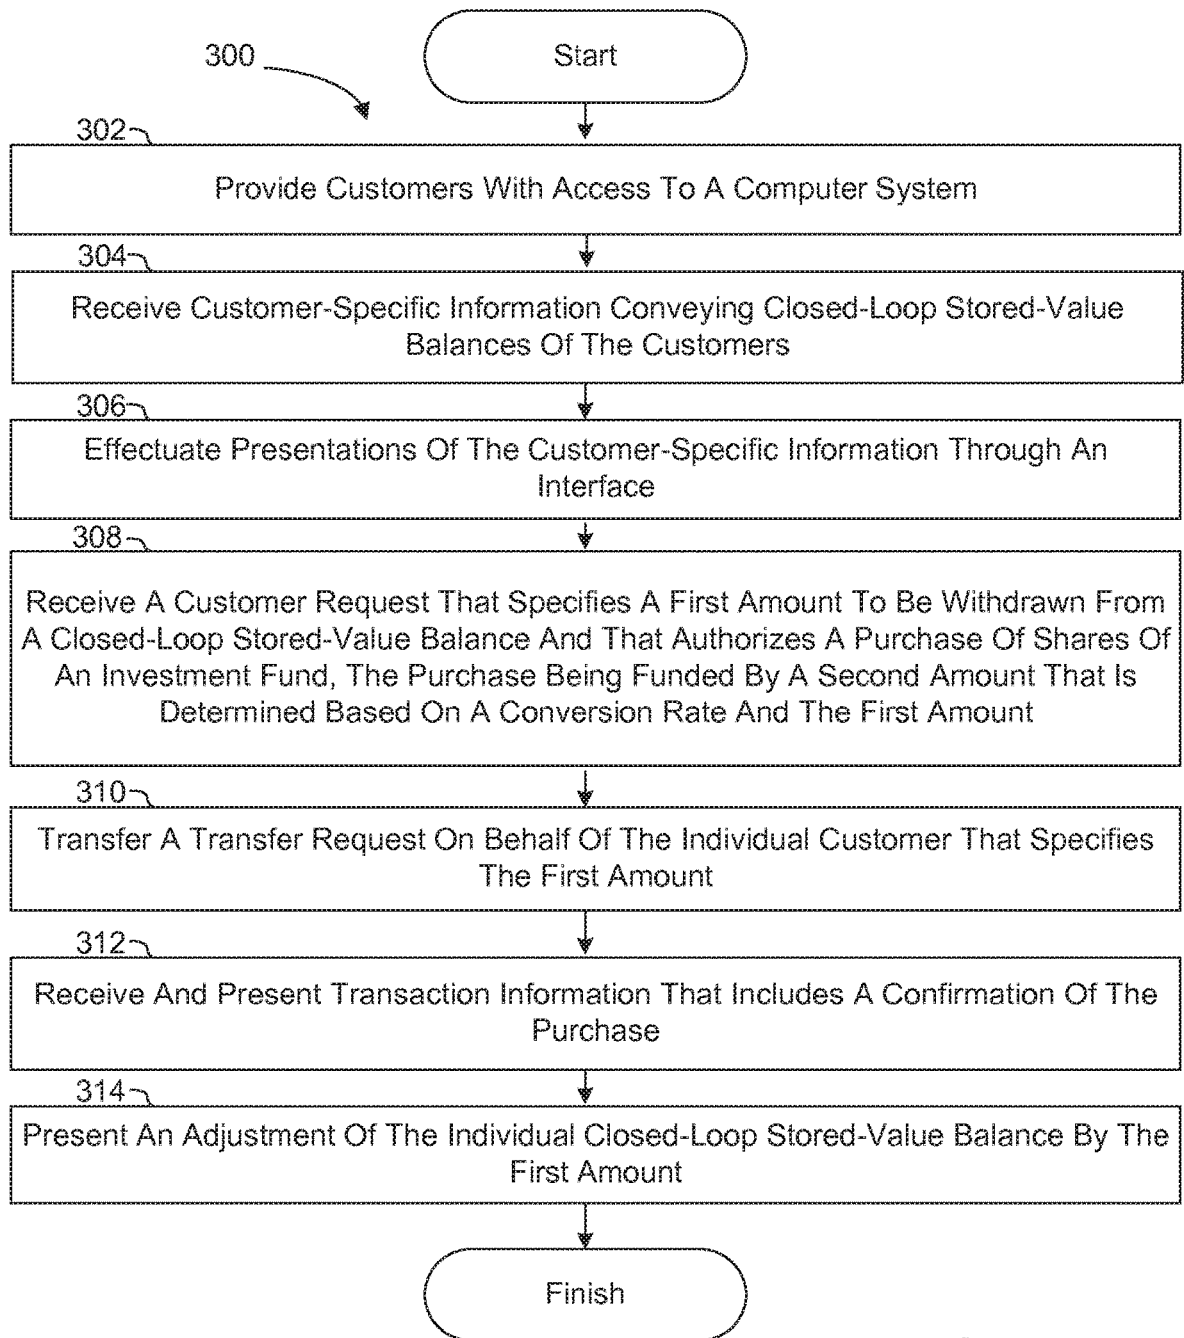 Start
300
302
Provide Customers With Access To A Computer System
304
Receive Customer-Specific Information Conveying Closed-Loop Stored-Value
Balances Of The Customers
306
Effectuate Presentations Of The Customer-Specific Information Through An
Interface
308
Receive A Customer Request That Specifies A First Amount To Be Withdrawn From
A Closed-Loop Stored-Value Balance And That Authorizes A Purchase Of Shares Of
An Investment Fund, The Purchase Being Funded By A Second Amount That Is
Determined Based On A Conversion Rate And The First Amount
310
Transfer A Transfer Request On Behalf Of The Individual Customer That Specifies
The First Amount
312
Receive And Present Transaction Information That Includes A Confirmation Of The
Purchase
314
Present An Adjustment Of The Individual Closed-Loop Stored-Value Balance By The
First Amount
Finish